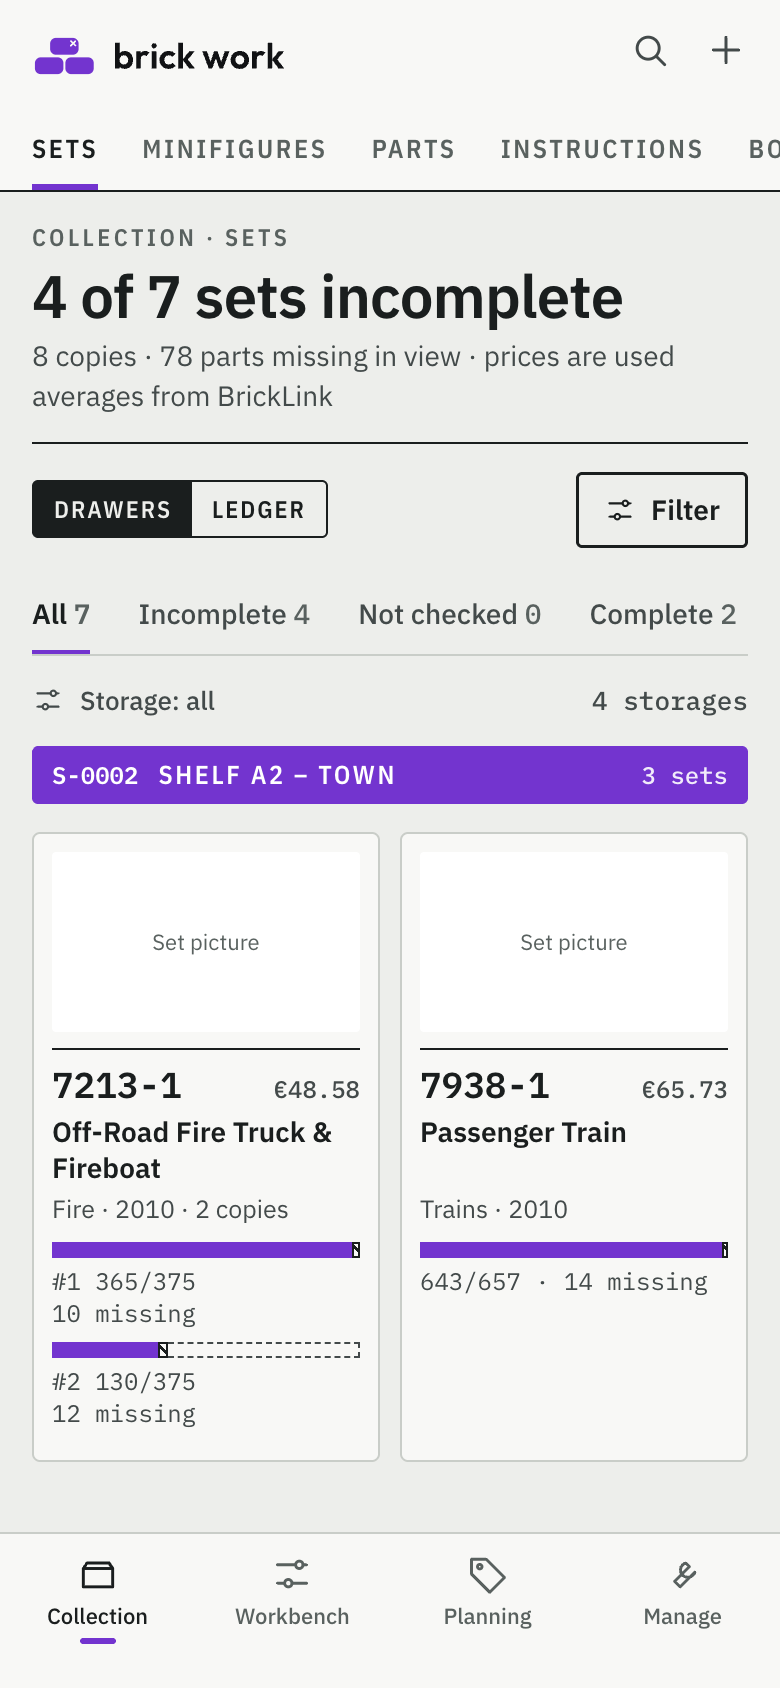 brick work
SETS MINIFIGURES PARTS INSTRUCTIONS BO
COLLECTION · SETS
4 of 7 sets incomplete
8 copies · 78 parts missing in view · prices are used
averages from BrickLink
DRAWERS LEDGER Filter
All 7 Incomplete 4 Not checked 0 Complete 2
Storage: all 4 storages
S-0002 SHELF A2 – TOWN 3 sets
Set picture Set picture
7213-1 €48.58 7938-1 €65.73
Off-Road Fire Truck & Passenger Train
Fireboat
Fire · 2010 · 2 copies Trains · 2010
#1 365/375 643/657 · 14 missing
10 missing
#2 130/375
12 missing
Collection Workbench Planning Manage